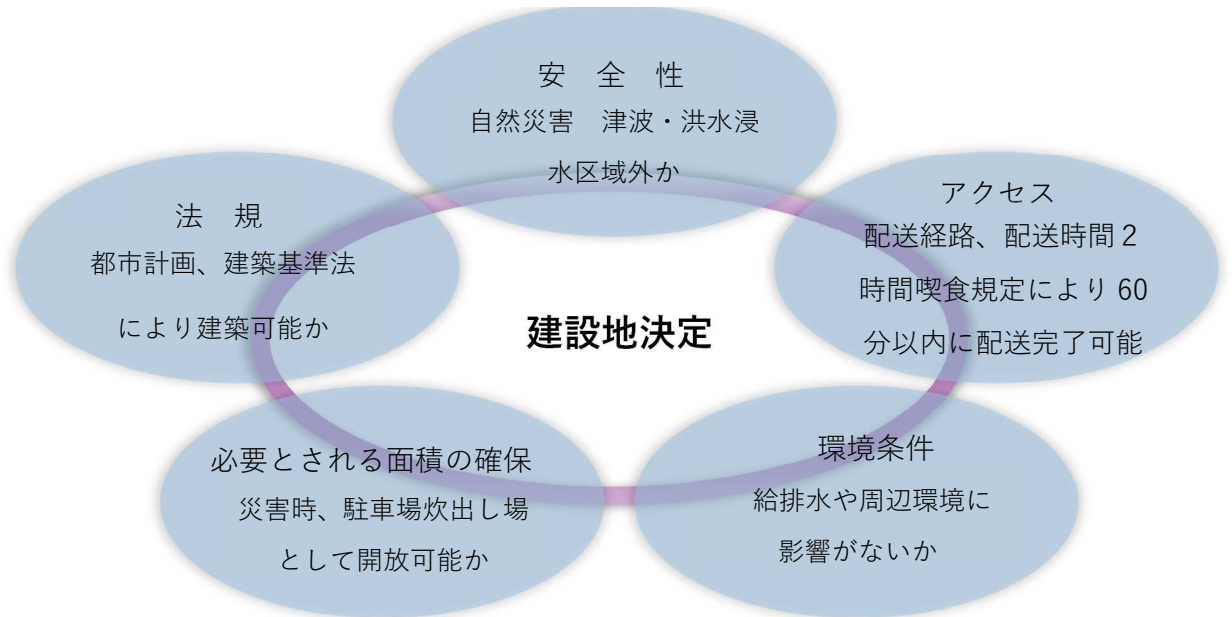 安　全　性
自然災害　津波・洪水浸
水区域外か
アクセス
配送経路、配送時間２
時間喫食規定により 60
分以内に配送完了可能
法　規
都市計画、建築基準法
により建築可能か
建設地決定
必要とされる面積の確保
災害時、駐車場炊出し場
として開放可能か
環境条件
給排水や周辺環境に
影響がないか